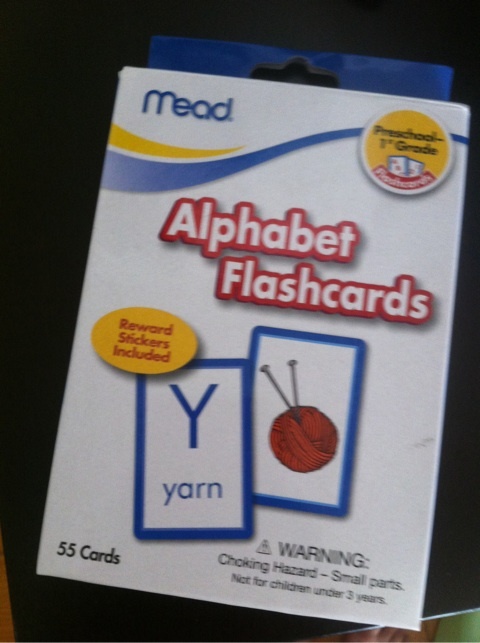 Mead
Preschool-
1st Grade
Flashcards
Alphabet
Flashcards
Reward
Stickers
Included
Y
yarn
55 Cards
⚠ WARNING:
Choking Hazard – Small parts.
Not for children under 3 years.